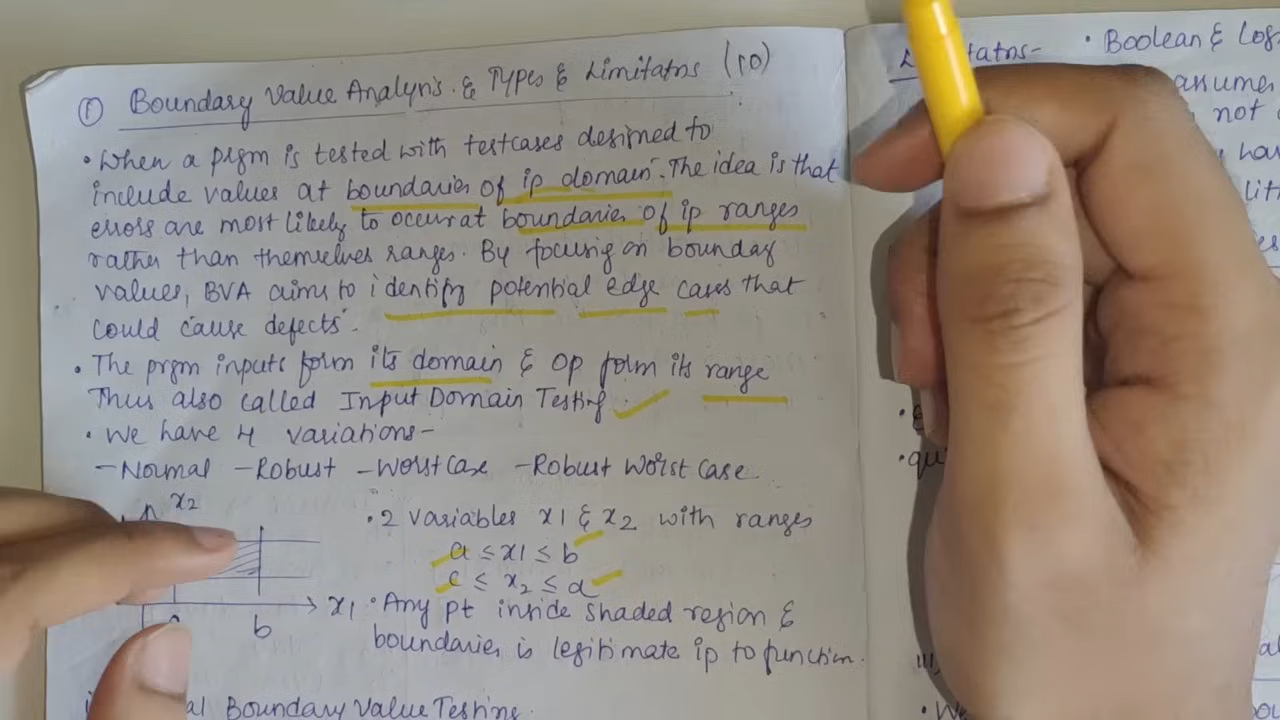 ① Boundary Value Analysis & Types & Limitatns (10)
• When a prgm is tested with testcases designed to
include values at boundaries of ip domain. The idea is that
errors are most likely to occur at boundaries of ip ranges
rather than themselves ranges. By focusing on boundary
values, BVA aims to identify potential edge cases that
could cause defects.
• The prgm inputs form its domain & Op form its range
Thus also called Input Domain Testing.
• We have 4 variations-
-Normal -Robust -Worst Case -Robust Worst Case
x2
x1
b
• 2 variables x1 & x2 with ranges
a ≤ x1 ≤ b
c ≤ x2 ≤ d
• Any pt inside shaded region &
boundaries is legitimate ip to function.
Boundary Value Testing.
• Boolean &
not